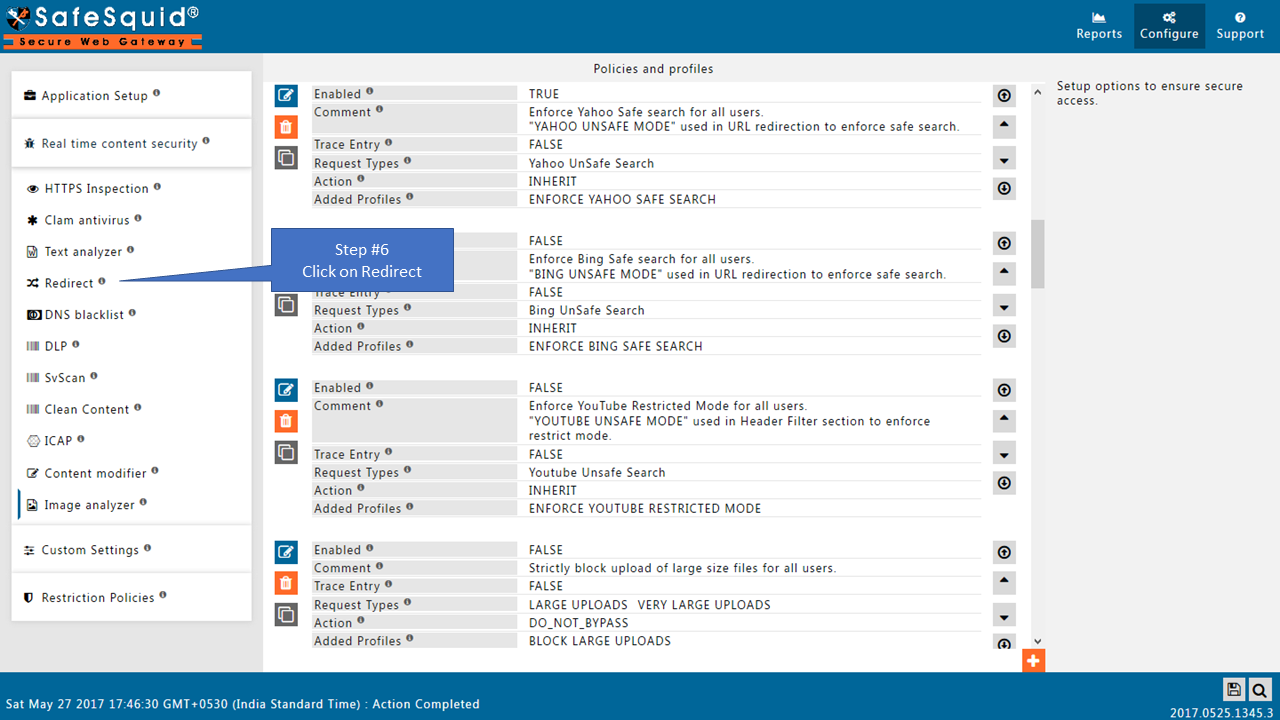 SafeSquid®
Secure Web Gateway
Reports
Configure
Support
Application Setup
Real time content security
HTTPS Inspection
Clam antivirus
Text analyzer
Redirect
DNS blacklist
DLP
SvScan
Clean Content
ICAP
Content modifier
Image analyzer
Custom Settings
Restriction Policies
Policies and profiles
Enabled TRUE
Comment Enforce Yahoo Safe search for all users.
"YAHOO UNSAFE MODE" used in URL redirection to enforce safe search.
Trace Entry FALSE
Request Types Yahoo UnSafe Search
Action INHERIT
Added Profiles ENFORCE YAHOO SAFE SEARCH
Step #6
Click on Redirect
FALSE
Enforce Bing Safe search for all users.
"BING UNSAFE MODE" used in URL redirection to enforce safe search.
Trace Entry FALSE
Request Types Bing UnSafe Search
Action INHERIT
Added Profiles ENFORCE BING SAFE SEARCH
Enabled FALSE
Comment Enforce YouTube Restricted Mode for all users.
"YOUTUBE UNSAFE MODE" used in Header Filter section to enforce
restrict mode.
Trace Entry FALSE
Request Types Youtube Unsafe Search
Action INHERIT
Added Profiles ENFORCE YOUTUBE RESTRICTED MODE
Enabled FALSE
Comment Strictly block upload of large size files for all users.
Trace Entry FALSE
Request Types LARGE UPLOADS VERY LARGE UPLOADS
Action DO_NOT_BYPASS
Added Profiles BLOCK LARGE UPLOADS
Setup options to ensure secure
access.
Sat May 27 2017 17:46:30 GMT+0530 (India Standard Time) : Action Completed
2017.0525.1345.3